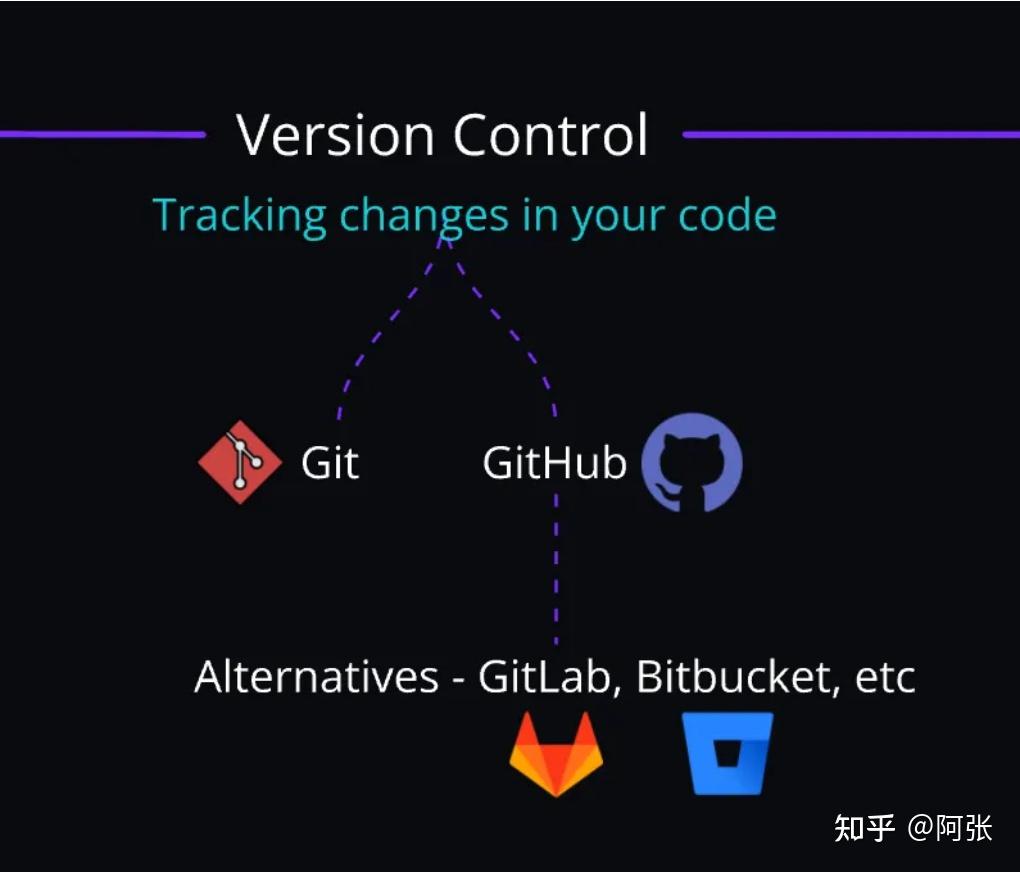 Version Control
Tracking changes in your code
Git
GitHub
Alternatives - GitLab, Bitbucket, etc
知乎 @阿张